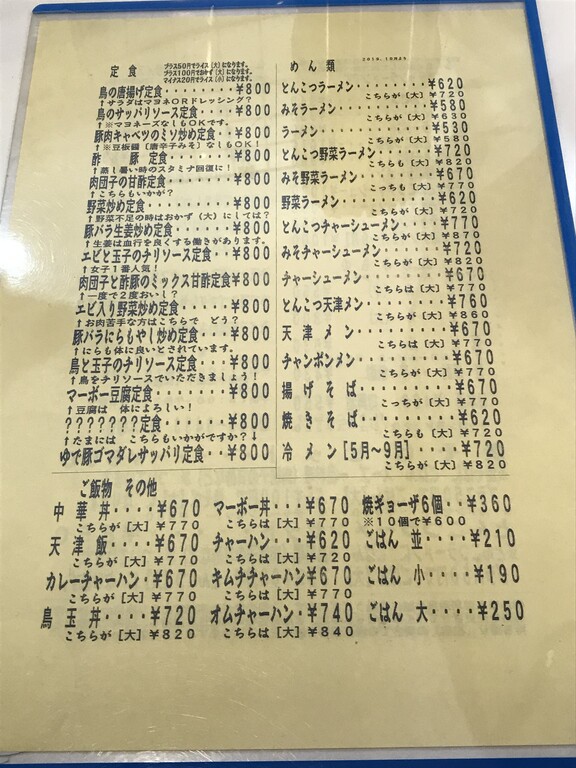 定食
プラス50円でライス(大)になります。
プラス100円でおかず(大)になります。
マイナス20円でライス(小)になります。
鳥の唐揚げ定食・・・・・・¥800
↑サラダはマヨネORドレッシング?
鳥のサッパリソース定食・・・・¥800
↑※マヨネーズなしもOKです。
豚肉キャベツのミソ炒め定食・・・¥800
↑※豆板醤[唐辛子みそ]なしもOK!
酢豚定食・・・・・・¥800
↑蒸し暑い時のスタミナ回復に!
肉団子の甘酢定食・・・・・¥800
↑こちらもいかが?
野菜炒め定食・・・・・・¥800
↑野菜不足の時はおかず(大)にしては?
豚バラ生姜炒め定食・・・・・¥800
↑生姜は血行を良くする働きがあります。
エビと玉子のチリソース定食・・・¥800
↑女子1番人気!
肉団子と酢豚のミックス甘酢定食¥800
↑一度で2度おいし?
エビ入り野菜炒め定食・・・・¥800
↑お肉苦手な方はこちらで どう?
豚バラにらもやし炒め定食・・・¥800
↑にらも体に良いとされています。
鳥と玉子のチリソース定食・・・¥800
↑鳥をチリソースでいただきましょう!
マーボー豆腐定食・・・・・¥800
↑豆腐は 体によろしい!
???????定食・・・・¥800
↑たまには こちらもいかがですか?↓
ゆで豚ゴマダレサッパリ定食・・¥800
めん類
とんこつラーメン・・・・・・・¥620
こちらが[大]¥720
みそラーメン・・・・・・・・¥580
こちらが[大]¥630
ラーメン・・・・・・・・・¥530
こちらが[大]¥580
とんこつ野菜ラーメン・・・・・¥720
こちらも[大]¥820
みそ野菜ラーメン・・・・・・¥670
こっちも[大]¥770
野菜ラーメン・・・・・・・¥620
こちらが[大]¥720
とんこつチャーシューメン・・・・¥770
こちらが[大]¥870
みそチャーシューメン・・・・・¥720
こちらが[大]¥770
チャーシューメン・・・・・・¥670
こちらは[大]¥770
とんこつ天津メン・・・・・・¥760
こちらが[大]¥860
天津メン・・・・・・・・¥670
こちらは[大]¥770
チャンポンメン・・・・・・・¥670
こちらが[大]¥770
揚げそば・・・・・・・・¥670
こっちが[大]¥770
焼きそば・・・・・・・・¥620
こちらも[大]¥720
冷メン[5月~9月]・・・・¥720
こちらが[大]¥820
ご飯物 その他
中華丼・・・・¥670
こちらが[大]¥770
天津飯・・・・¥670
こちらが[大]¥770
カレーチャーハン・¥670
こちらが[大]¥770
鳥玉丼・・・・¥720
こちらが[大]¥820
マーボー丼・・・¥670
こちらは[大]¥770
チャーハン・・・¥620
こちらは[大]¥720
キムチチャーハン¥670
こちらは[大]¥770
オムチャーハン・¥740
こちらは[大]¥840
焼ギョーザ6個・・¥360
※10個で¥600
ごはん 並・・・・¥210
ごはん 小・・・・¥190
ごはん 大・・・・¥250